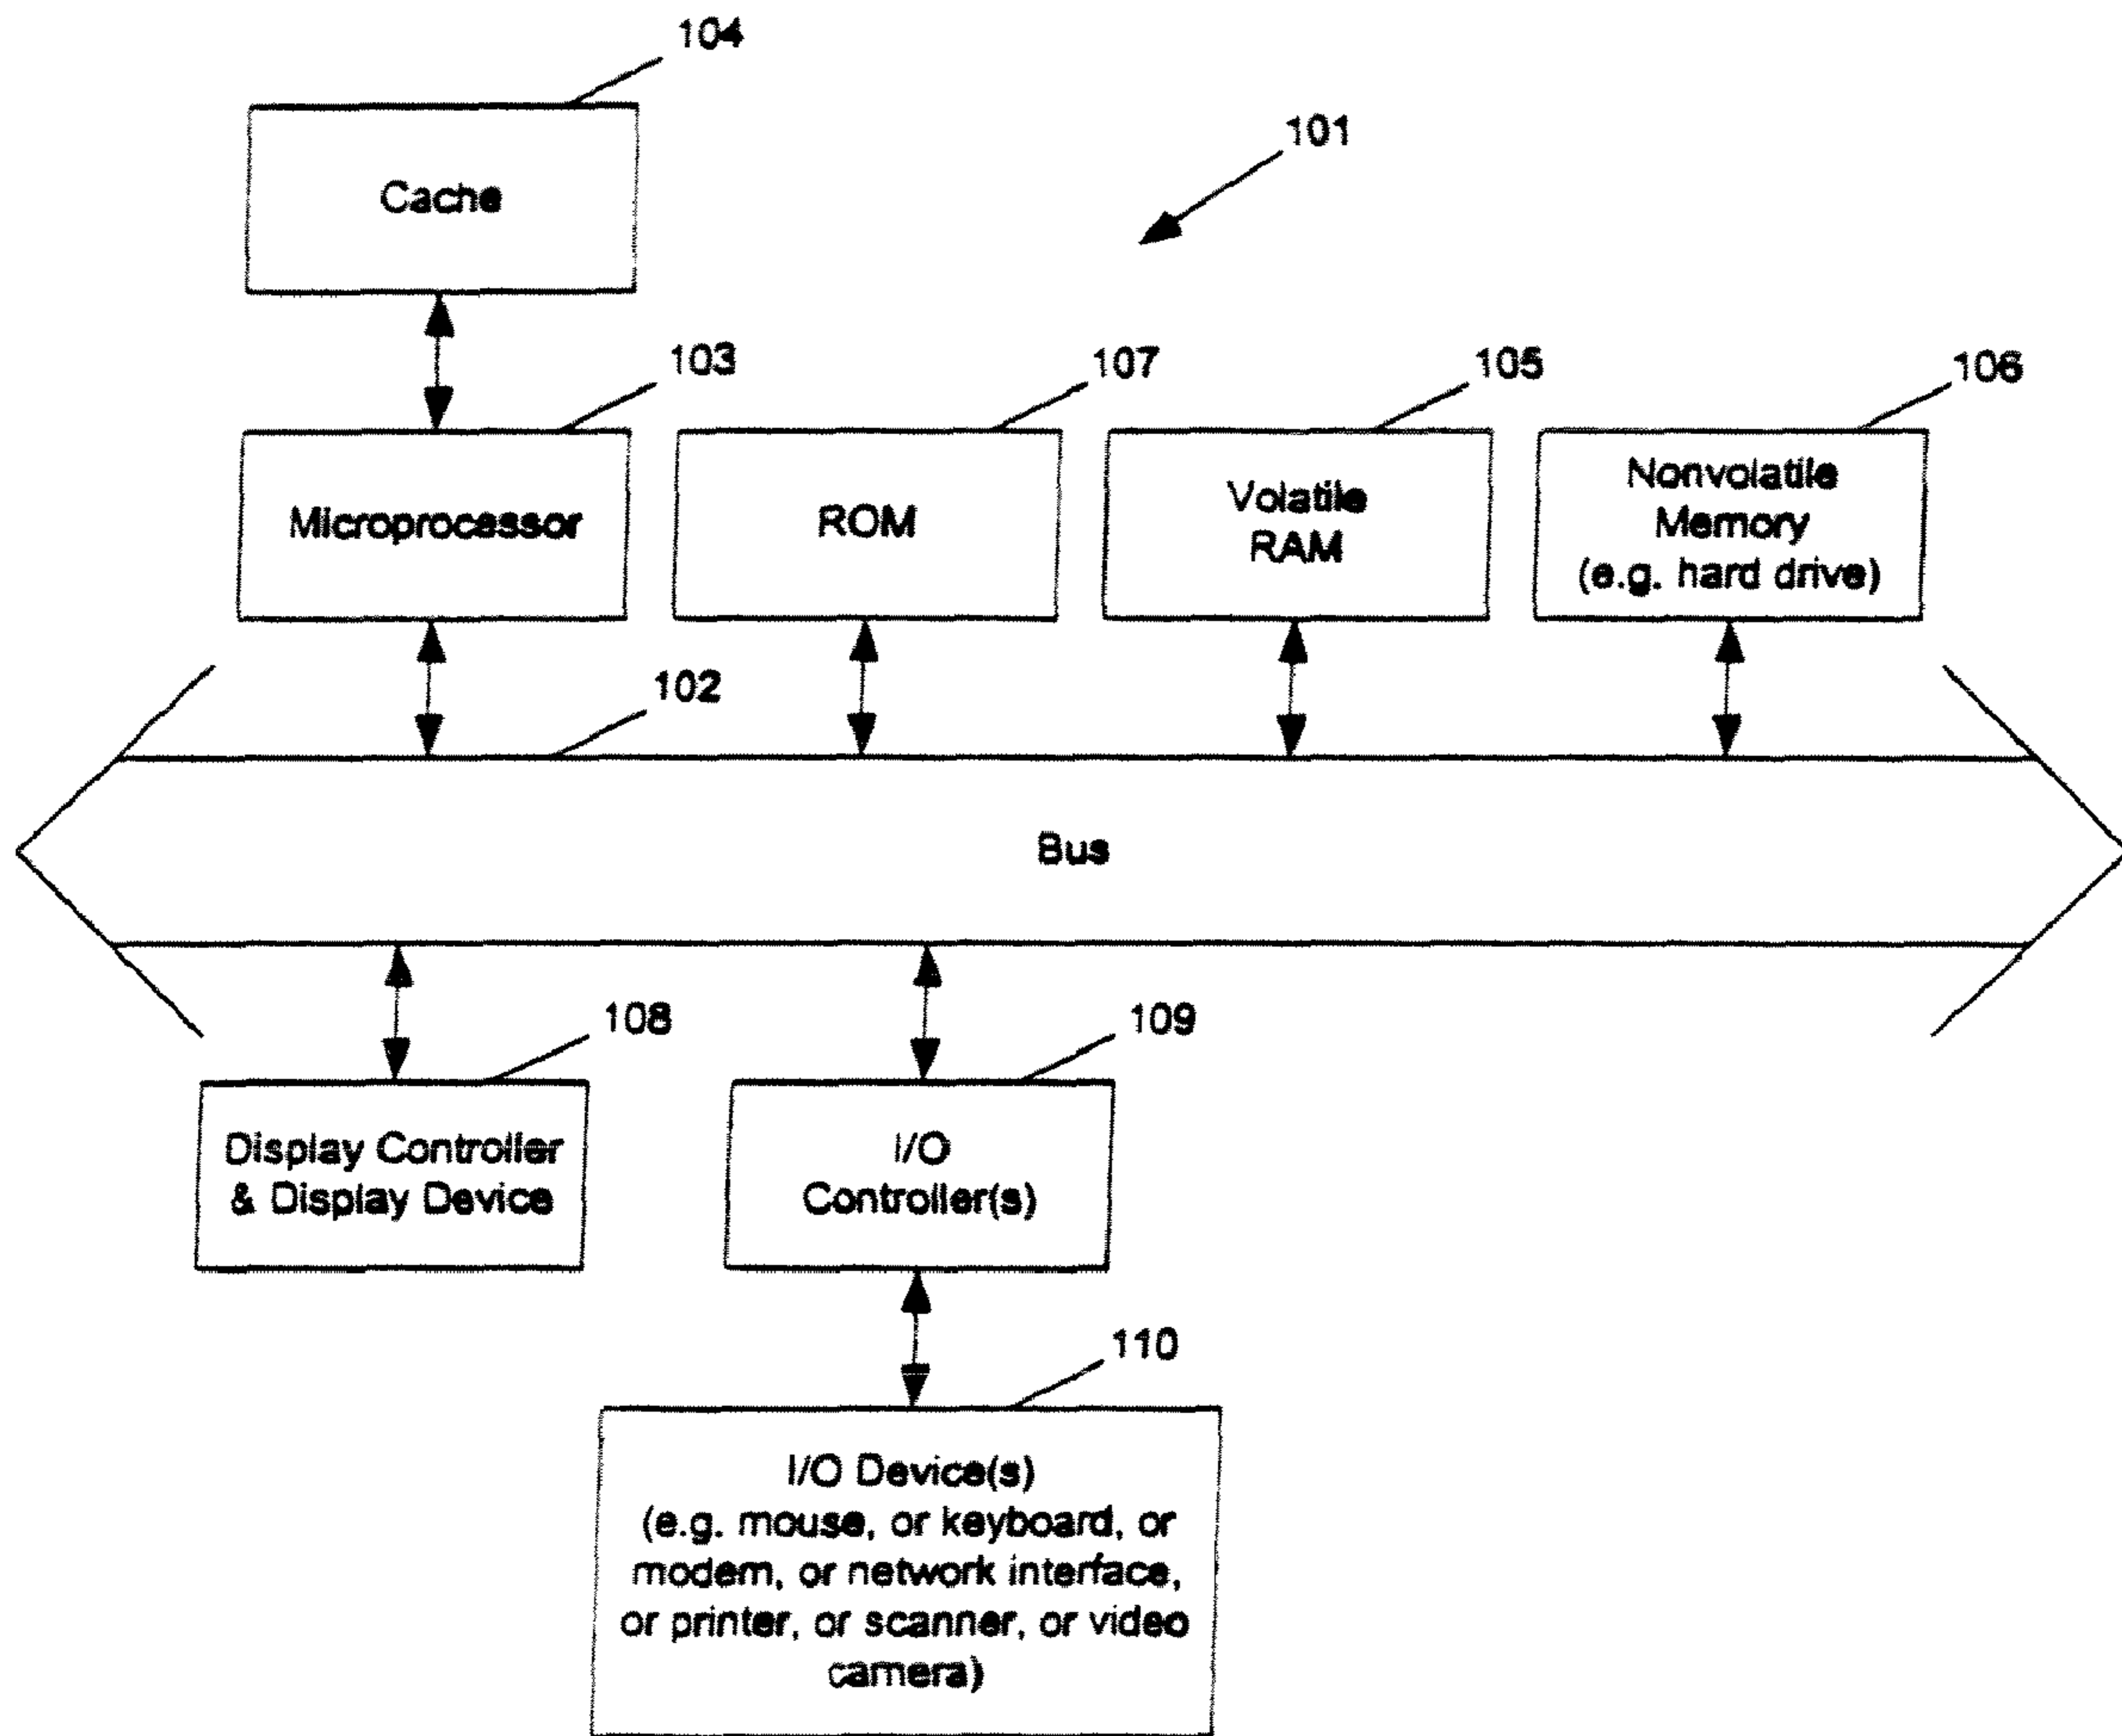 104
101
Cache
103
107
105
106
Microprocessor
ROM
Volatile
RAM
Nonvolatile
Memory
(e.g. hard drive)
102
Bus
108
109
Display Controller
& Display Device
I/O
Controller(s)
110
I/O Device(s)
(e.g. mouse, or keyboard, or
modem, or network interface,
or printer, or scanner, or video
camera)